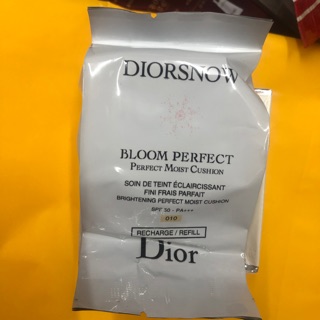 DIORSNOW
BLOOM PERFECT
PERFECT MOIST CUSHION
SOIN DE TEINT ÉCLAIRCISSANT
FINI FRAIS PARFAIT
BRIGHTENING PERFECT MOIST CUSHION
SPF 50 - PA+++
010
RECHARGE / REFILL
Dior